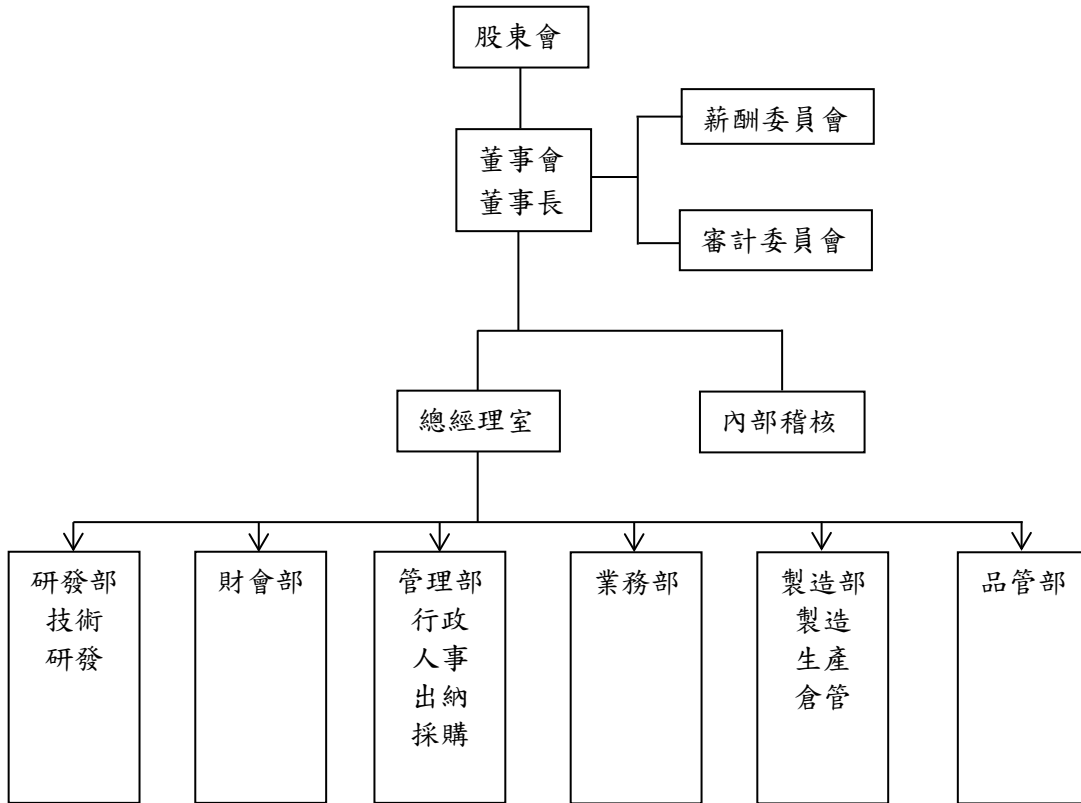 股東會
董事會
董事長
薪酬委員會
審計委員會
總經理室
內部稽核
研發部
技術
研發
財會部
管理部
行政
人事
出納
採購
業務部
製造部
製造
生產
倉管
品管部